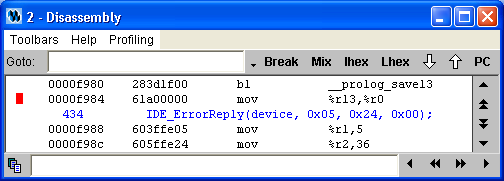 2 - Disassembly
Toolbars Help Profiling
Goto: Break Mix Ihex Lhex PC
0000f980 283d1f00 bl __prolog_save13
0000f984 61a00000 mov %r13,%r0
434 IDE_ErrorReply(device, 0x05, 0x24, 0x00);
0000f988 603ffe05 mov %r1,5
0000f98c 605ffe24 mov %r2,36